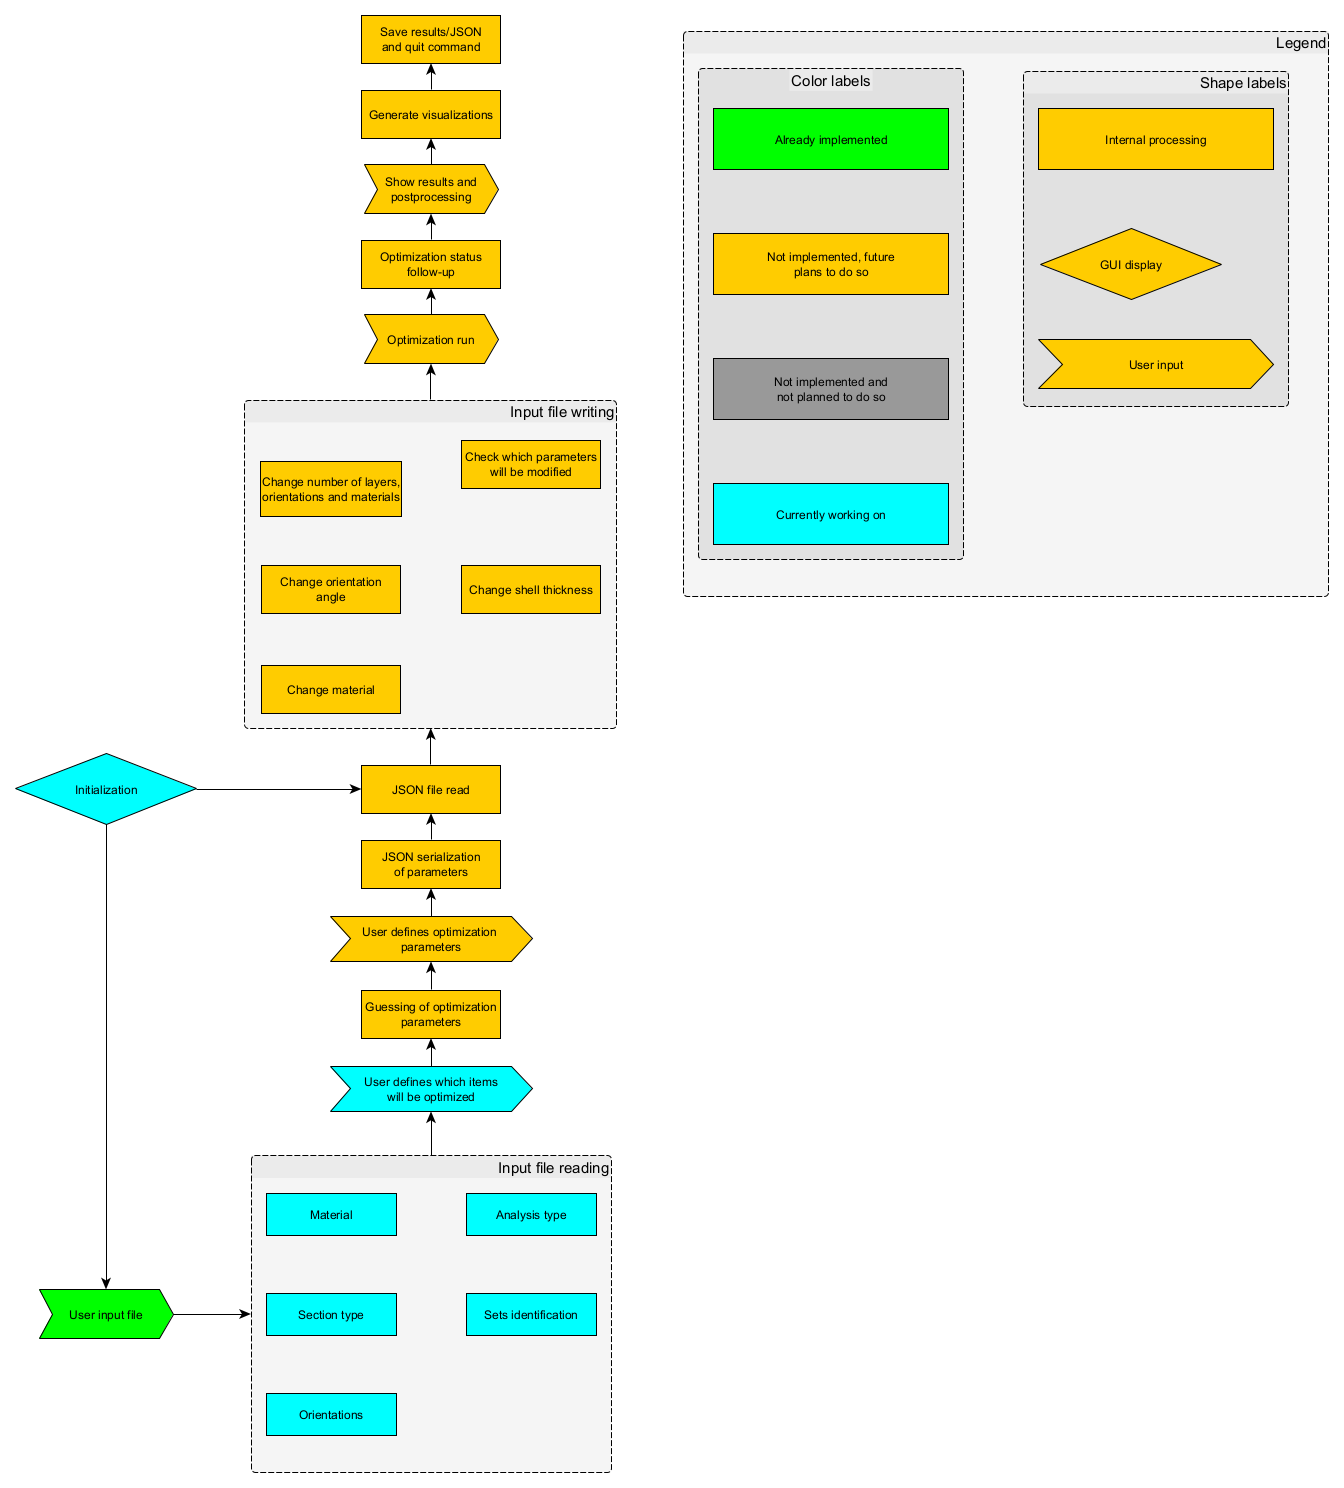 Save results/JSON
and quit command
Generate visualizations
Show results and
postprocessing
Optimization status
follow-up
Optimization run
Input file writing
Check which parameters
will be modified
Change number of layers,
orientations and materials
Change orientation
angle
Change shell thickness
Change material
Initialization
JSON file read
JSON serialization
of parameters
User defines optimization
parameters
Guessing of optimization
parameters
User defines which items
will be optimized
Input file reading
Material
Analysis type
Section type
Sets identification
Orientations
User input file
Legend
Color labels
Already implemented
Not implemented, future
plans to do so
Not implemented and
not planned to do so
Currently working on
Shape labels
Internal processing
GUI display
User input